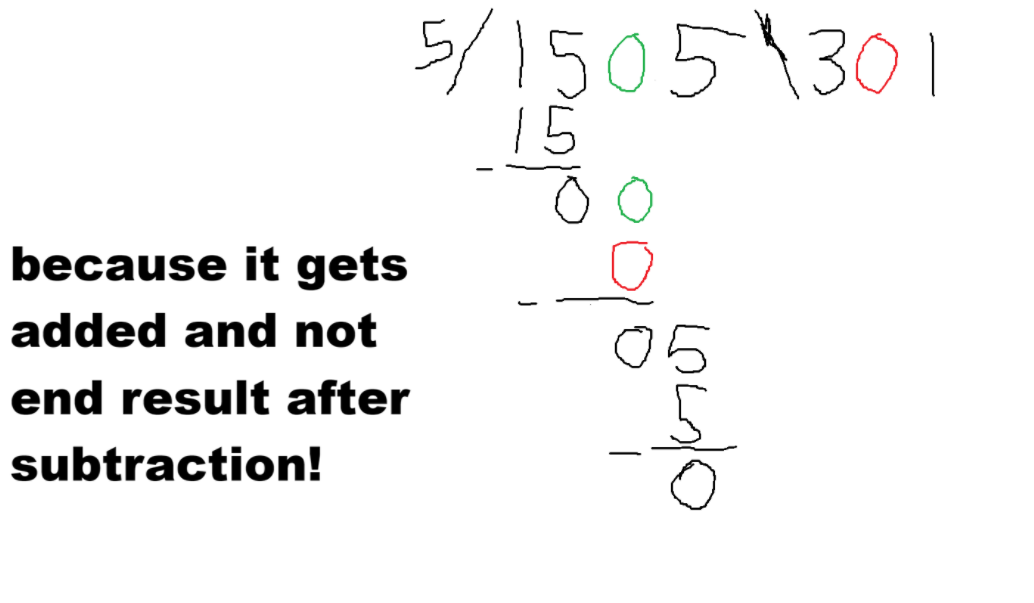 5/1505\301
15
-
00
0
-
05
5
-
0
because it gets
added and not
end result after
subtraction!